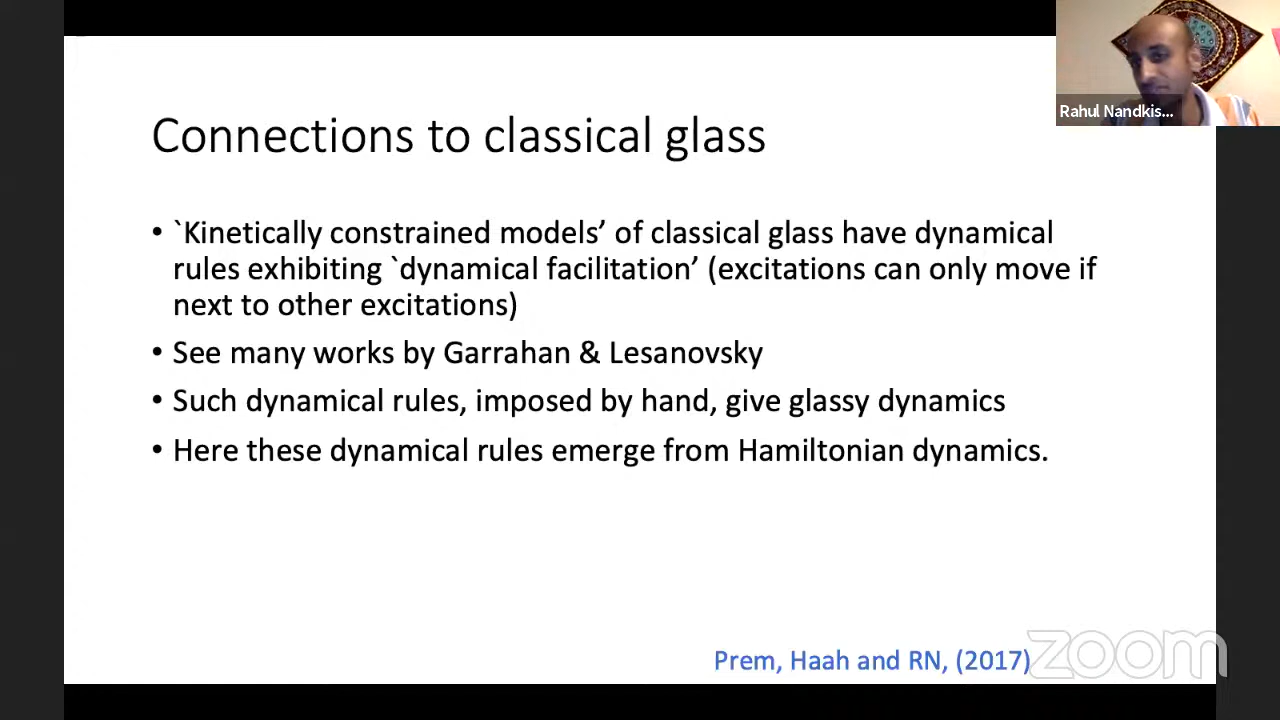 Rahul Nandkis...
Connections to classical glass
• `Kinetically constrained models’ of classical glass have dynamical
rules exhibiting `dynamical facilitation’ (excitations can only move if
next to other excitations)
• See many works by Garrahan & Lesanovsky
• Such dynamical rules, imposed by hand, give glassy dynamics
• Here these dynamical rules emerge from Hamiltonian dynamics.
Prem, Haah and RN, (2017)
zoom